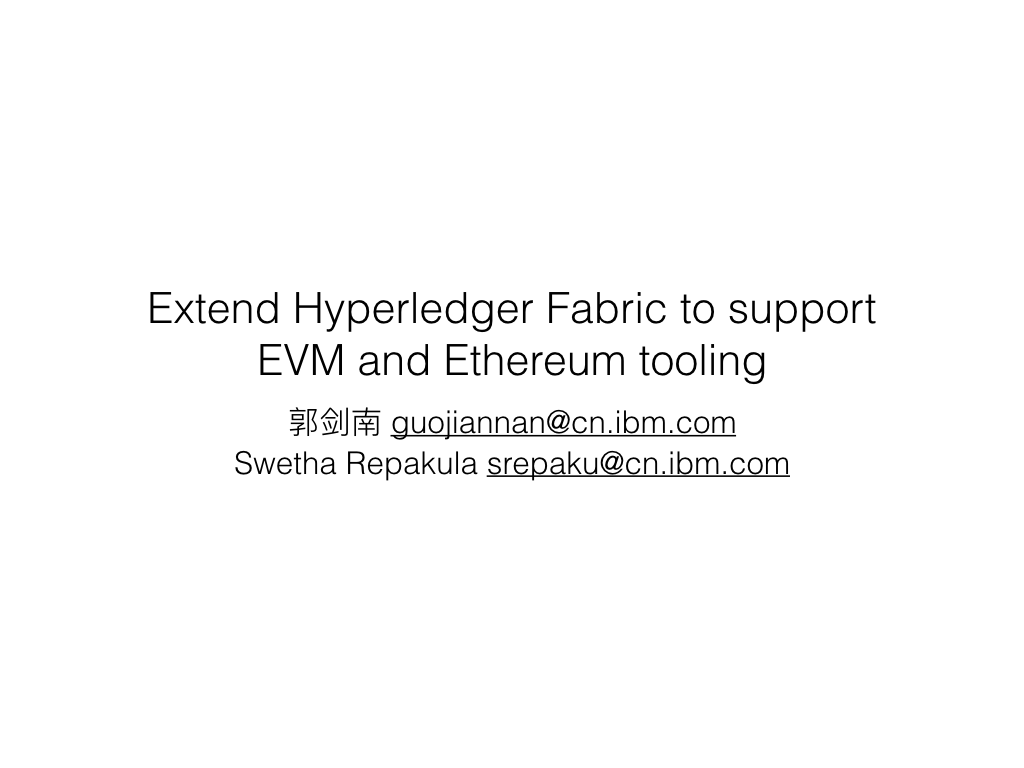 Extend Hyperledger Fabric to support
EVM and Ethereum tooling
郭剑南 guojiannan@cn.ibm.com
Swetha Repakula srepaku@cn.ibm.com